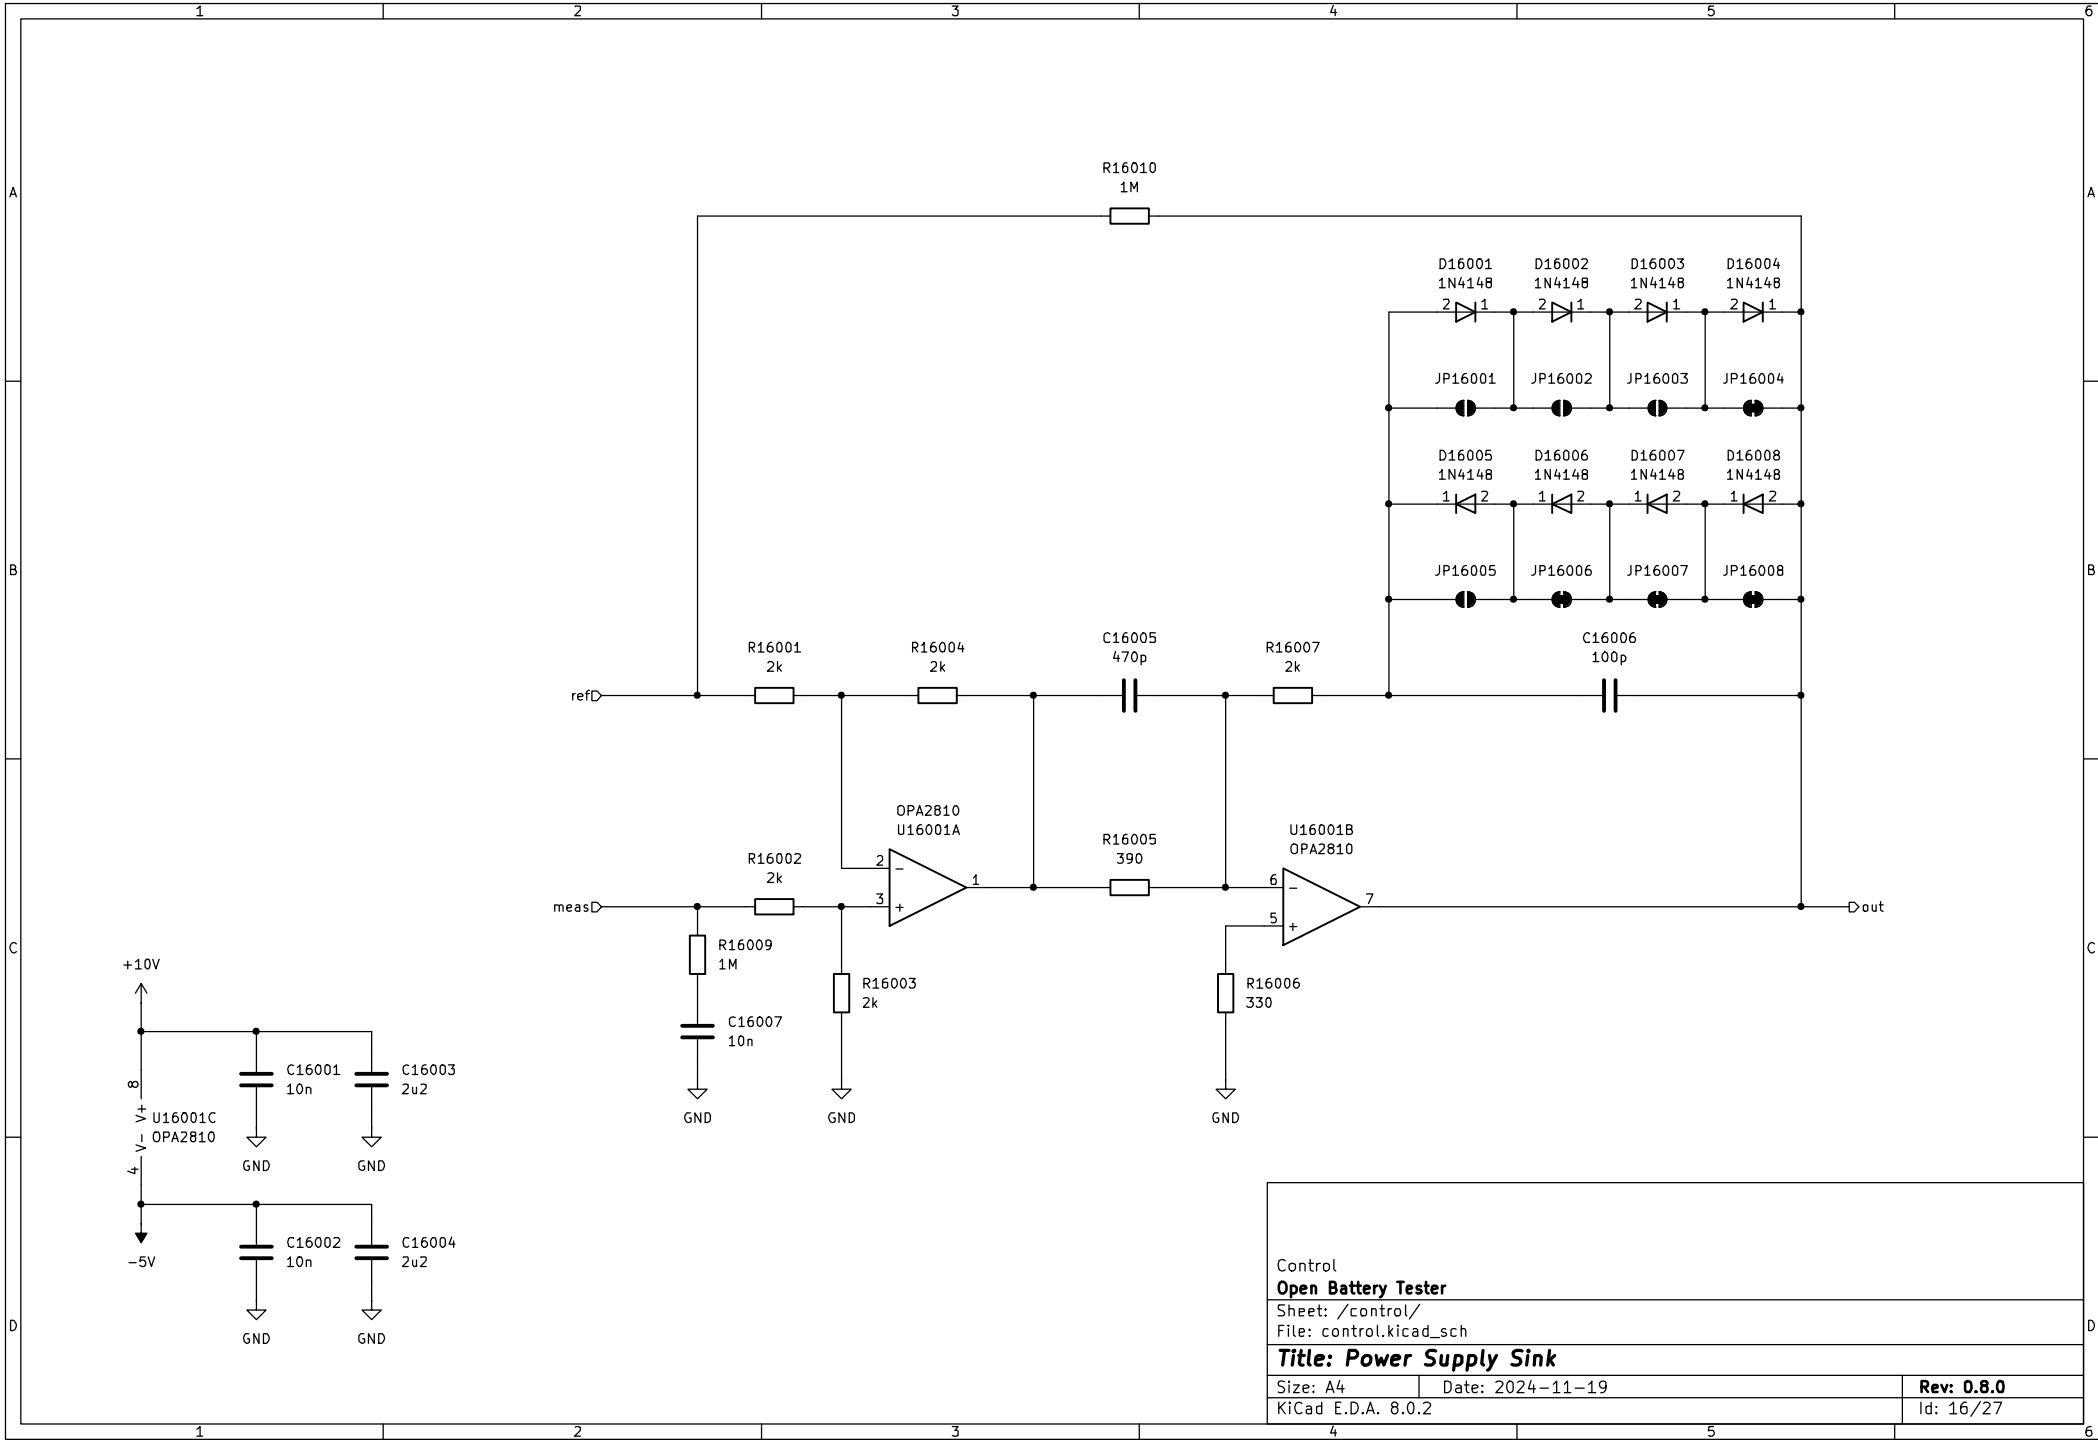 1 2 3 4 5 6
A A
B B
C C
D D
R16010
1M
D16001 D16002 D16003 D16004
1N4148 1N4148 1N4148 1N4148
2 1 2 1 2 1 2 1
JP16001 JP16002 JP16003 JP16004
D16005 D16006 D16007 D16008
1N4148 1N4148 1N4148 1N4148
1 2 1 2 1 2 1 2
JP16005 JP16006 JP16007 JP16008
R16001
2k
R16004
2k
C16005
470p
R16007
2k
C16006
100p
ref
OPA2810
U16001A
2
-
3
+
1
R16002
2k
meas
R16009
1M
C16007
10n
GND
R16003
2k
GND
R16005
390
U16001B
OPA2810
6
-
5
+
7
out
R16006
330
GND
+10V
8
V+
U16001C
OPA2810
V-
4
-5V
C16001
10n
GND
C16003
2u2
GND
C16002
10n
GND
C16004
2u2
GND
Control
Open Battery Tester
Sheet: /control/
File: control.kicad_sch
Title: Power Supply Sink
Size: A4 Date: 2024-11-19 Rev: 0.8.0
KiCad E.D.A. 8.0.2 Id: 16/27
1 2 3 4 5 6